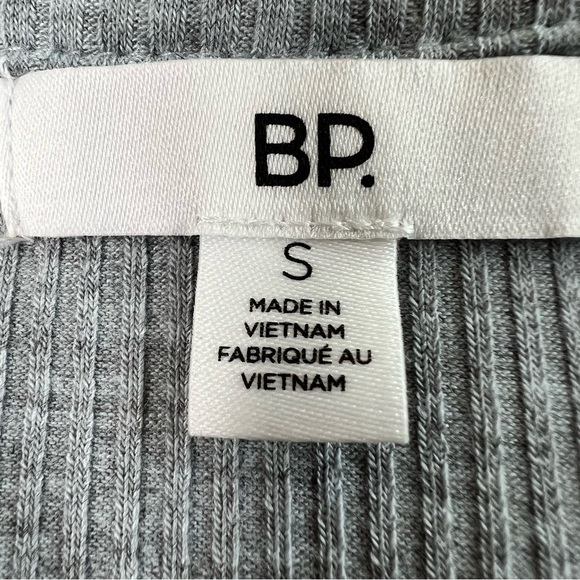 BP.
S
MADE IN
VIETNAM
FABRIQUÉ AU
VIETNAM